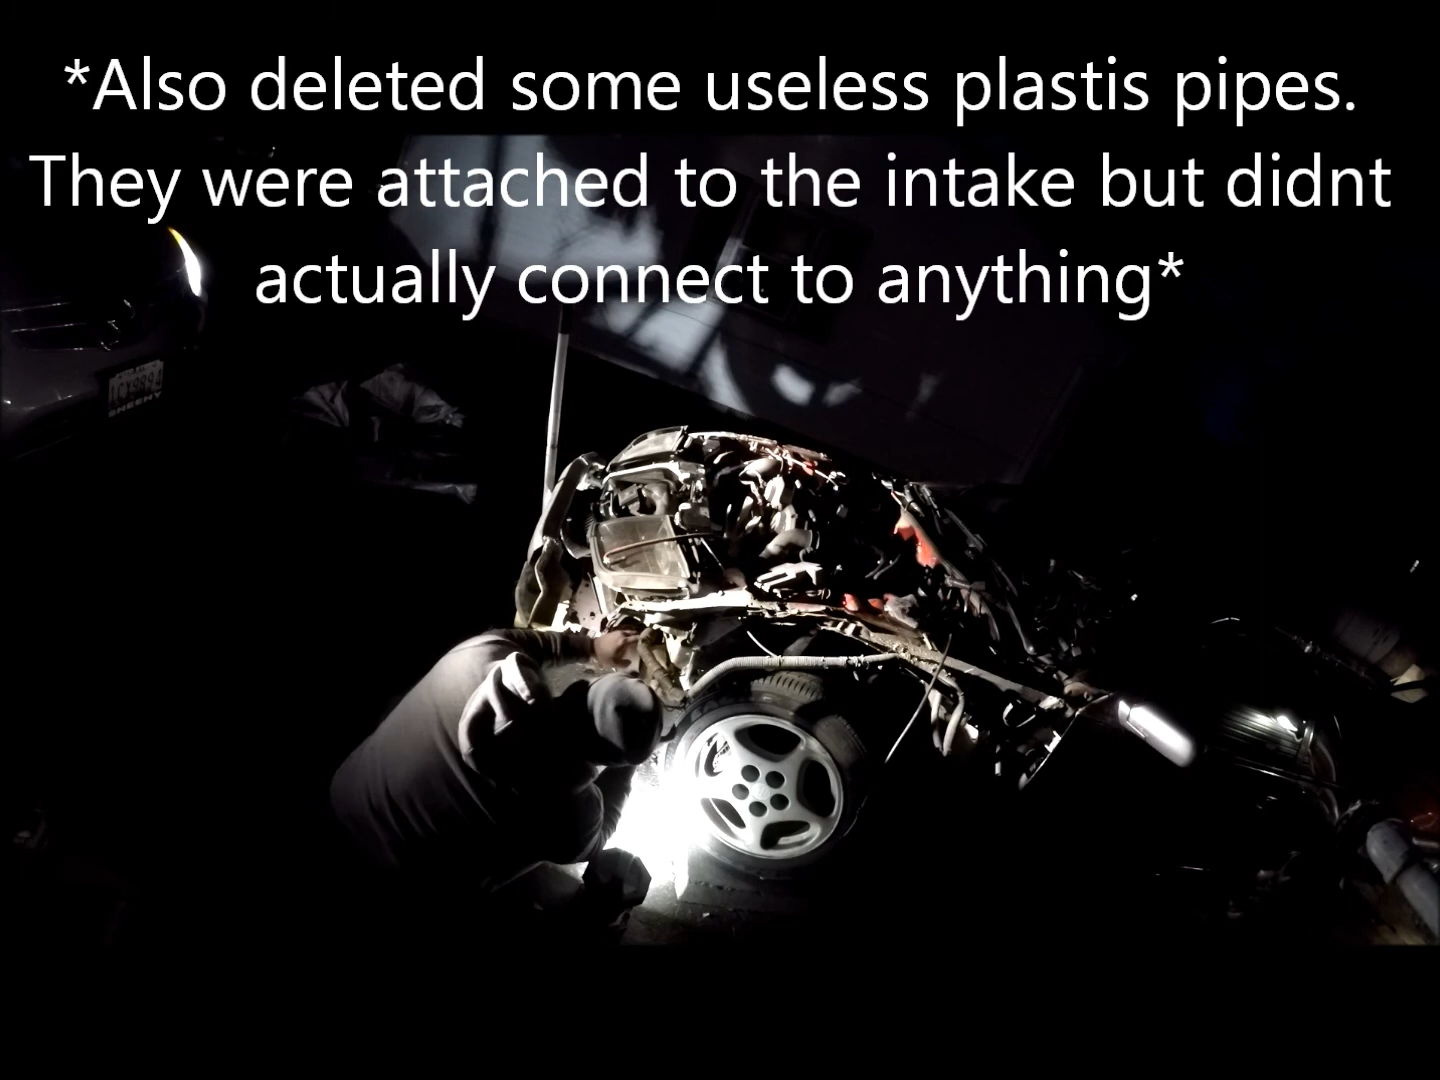 *Also deleted some useless plastis pipes.
They were attached to the intake but didnt
actually connect to anything*